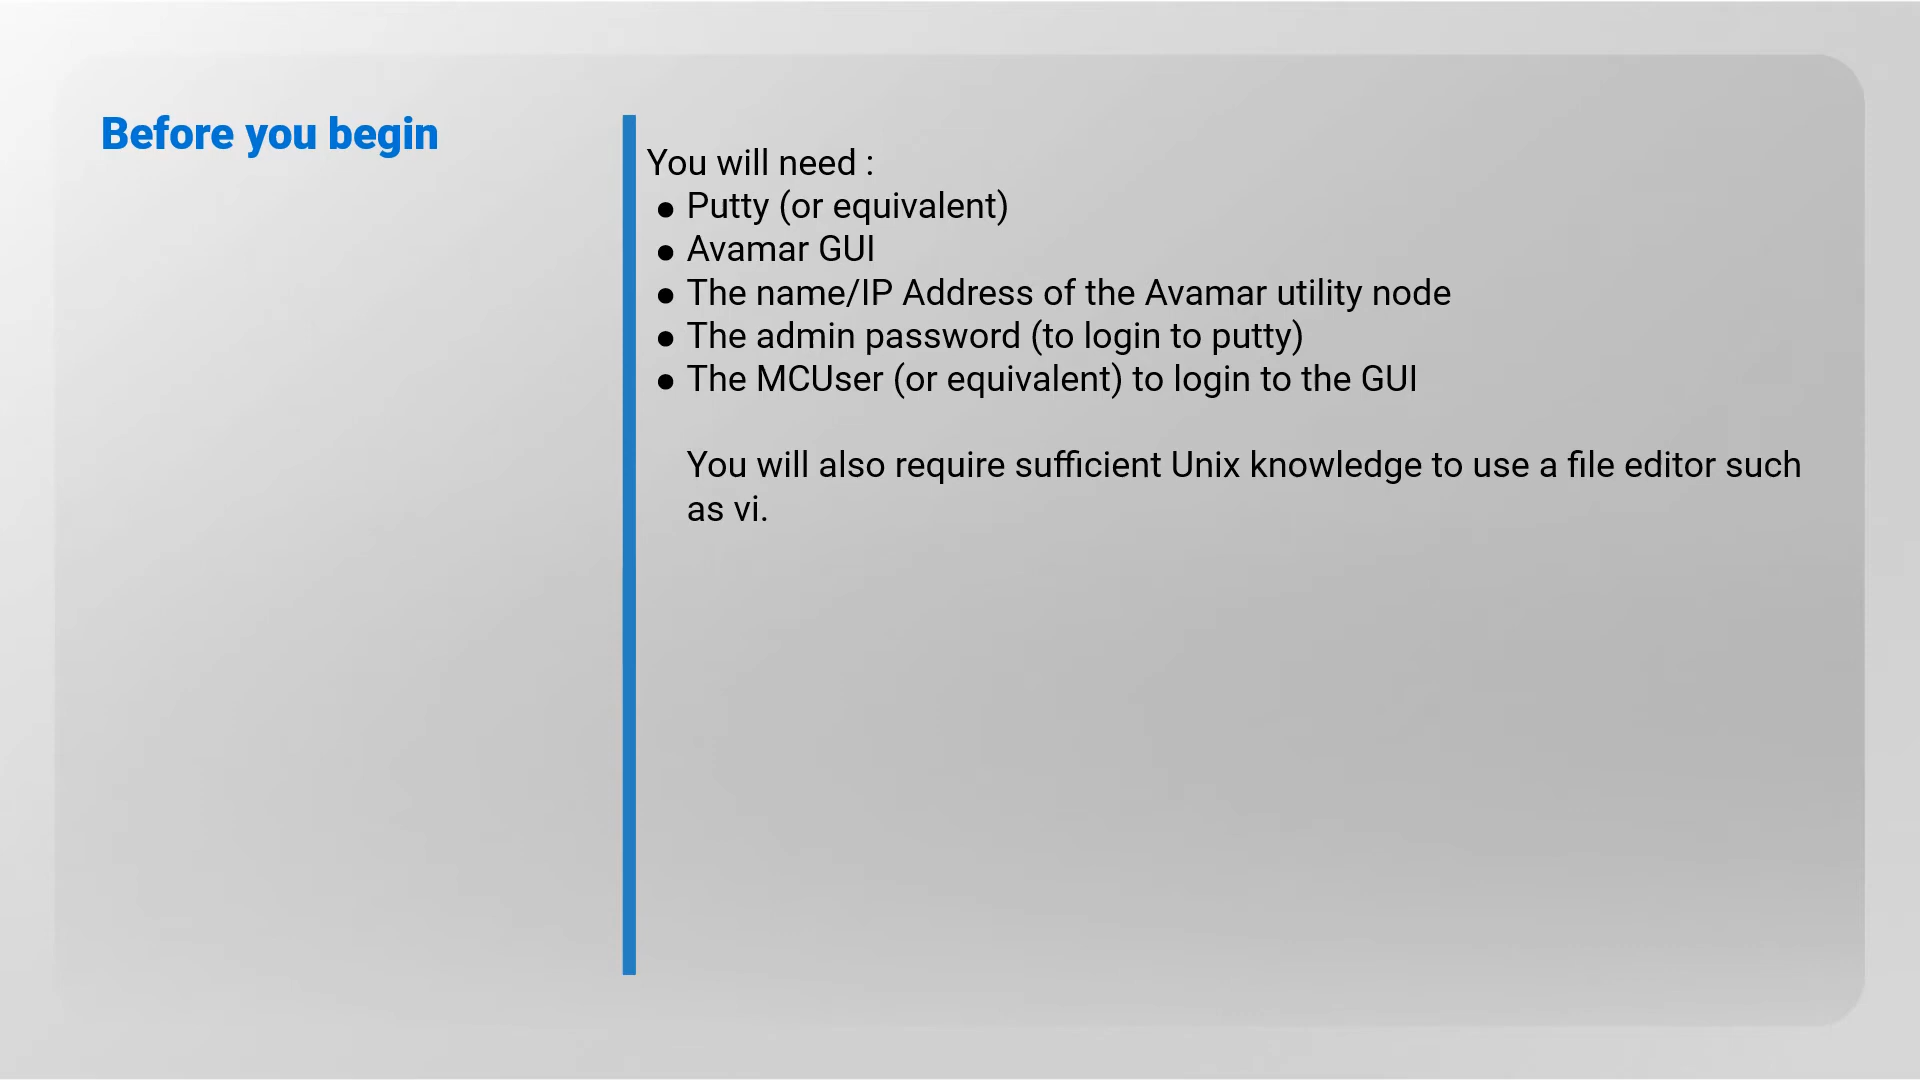 Before you begin
You will need :
● Putty (or equivalent)
● Avamar GUI
● The name/IP Address of the Avamar utility node
● The admin password (to login to putty)
● The MCUser (or equivalent) to login to the GUI
You will also require sufficient Unix knowledge to use a file editor such
as vi.